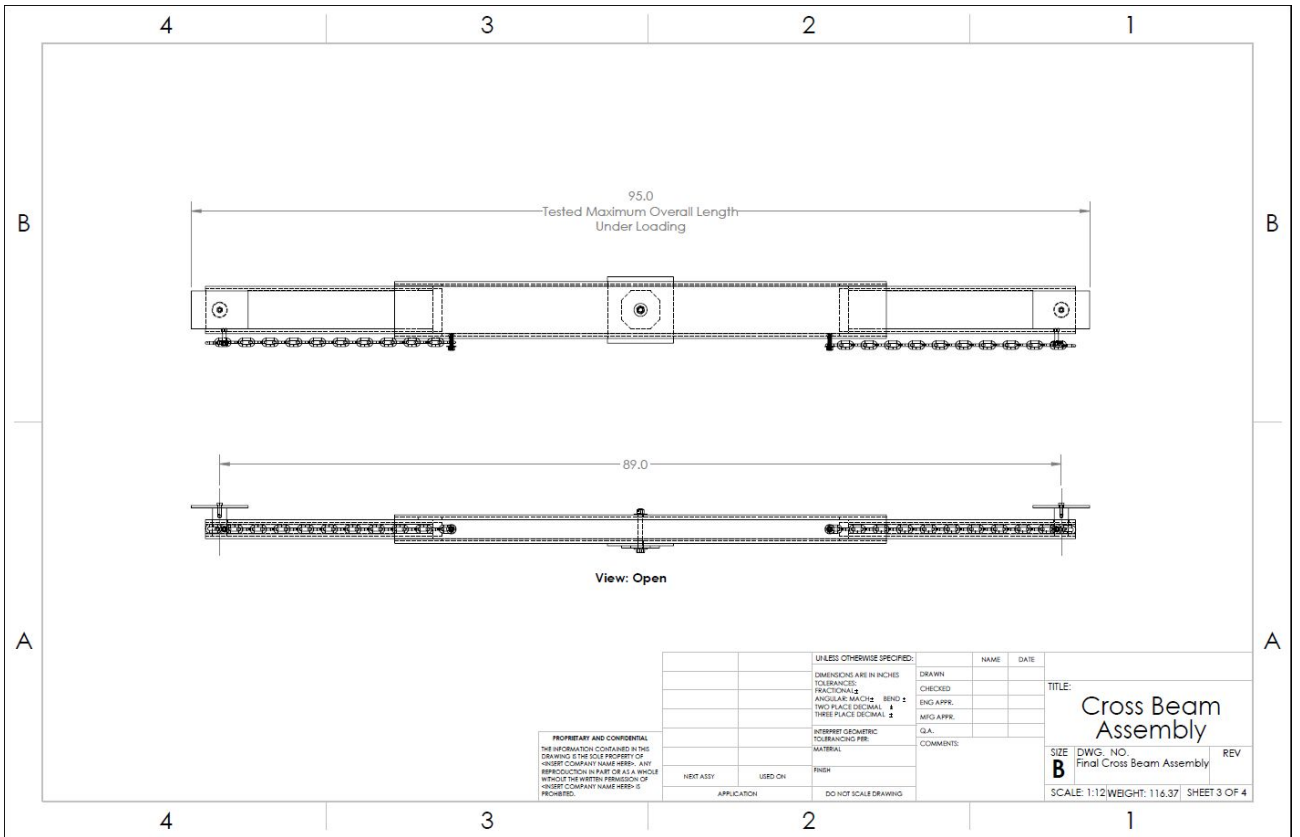 4 3 2 1
B B
95.0
Tested Maximum Overall Length
Under Loading
89.0
View: Open
A A
PROPRIETARY AND CONFIDENTIAL
THE INFORMATION CONTAINED IN THIS
DRAWING IS THE SOLE PROPERTY OF
<INSERT COMPANY NAME HERE>. ANY
REPRODUCTION IN PART OR AS A WHOLE
WITHOUT THE WRITTEN PERMISSION OF
<INSERT COMPANY NAME HERE> IS
PROHIBITED.
NEXT ASSY USED ON
APPLICATION
UNLESS OTHERWISE SPECIFIED:
DIMENSIONS ARE IN INCHES
TOLERANCES:
FRACTIONAL±
ANGULAR: MACH± BEND ±
TWO PLACE DECIMAL ±
THREE PLACE DECIMAL ±
INTERPRET GEOMETRIC
TOLERANCING PER:
MATERIAL
FINISH
DO NOT SCALE DRAWING
NAME DATE
DRAWN
CHECKED
ENG APPR.
MFG APPR.
Q.A.
COMMENTS:
TITLE:
Cross Beam
Assembly
SIZE DWG. NO. REV
B Final Cross Beam Assembly
SCALE: 1:12 WEIGHT: 116.37 SHEET 3 OF 4
4 3 2 1